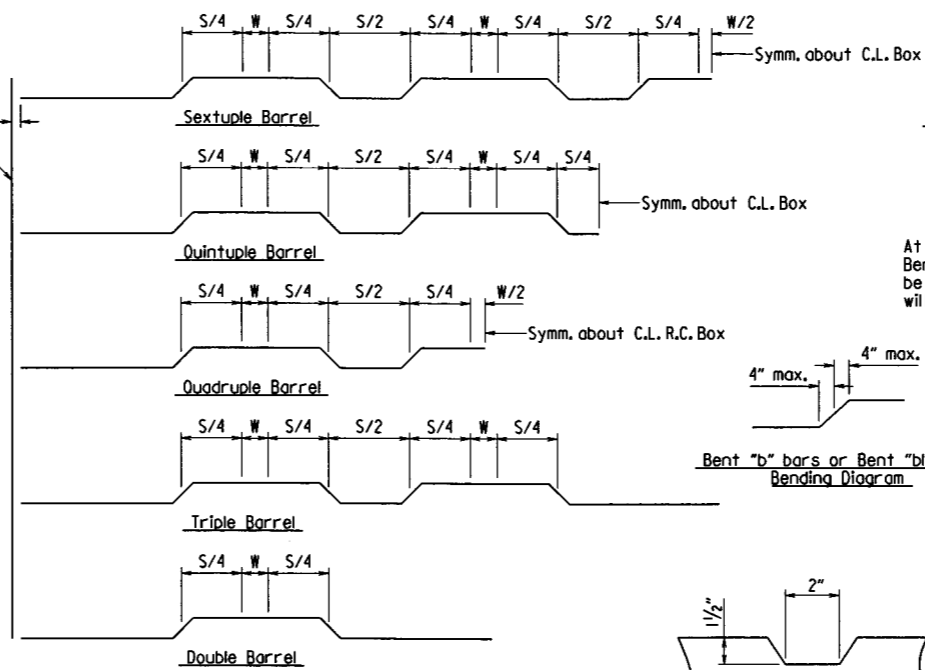 S/4 W S/4 S/2 S/4 W S/4 S/2 S/4 W/2
Symm. about C.L. Box
Sextuple Barrel
S/4 W S/4 S/2 S/4 W S/4 S/4
Symm. about C.L. Box
Quintuple Barrel
At
Ben
be
wil
S/4 W S/4 S/2 S/4 W/2
Symm. about C.L. R.C. Box
Quadruple Barrel
4" max.
4" max.
Bent "b" bars or Bent "bl
Bending Diagram
S/4 W S/4 S/2 S/4 W S/4
Triple Barrel
S/4 W S/4
Double Barrel
2"
1½"